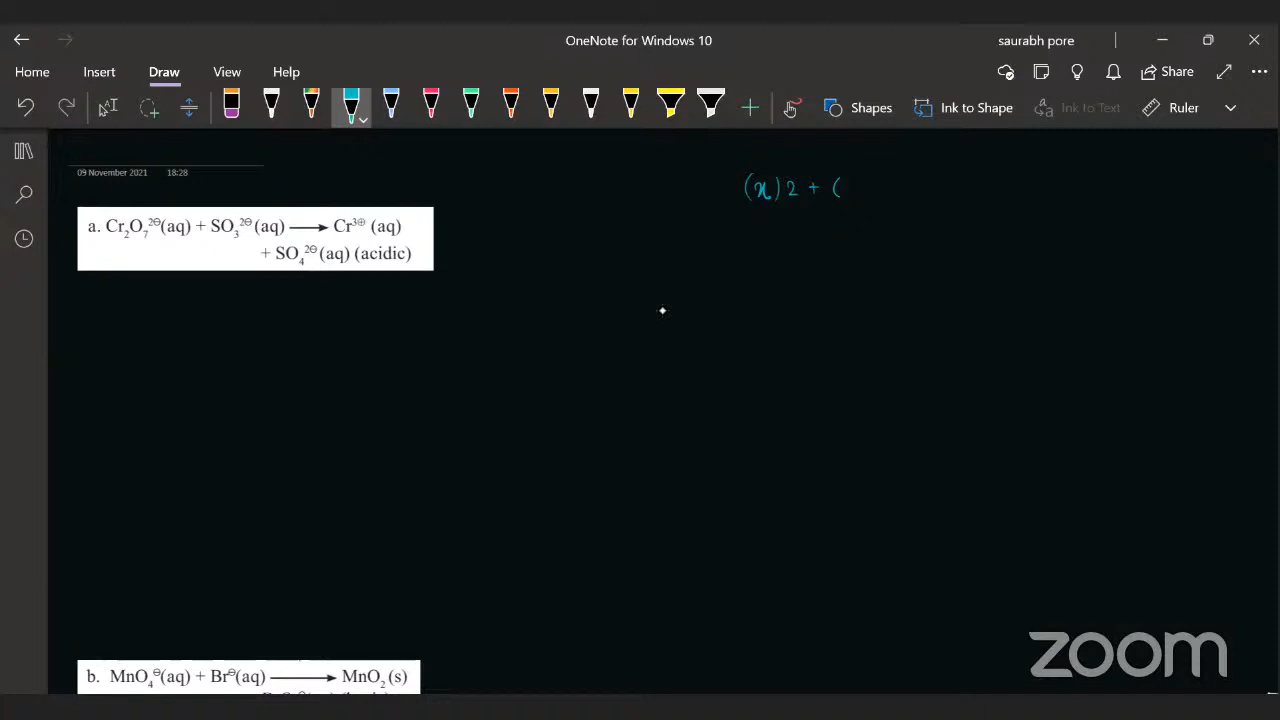 OneNote for Windows 10
saurabh pore
Home Insert Draw View Help
Share
Shapes Ink to Shape Ink to Text Ruler
09 November 2021 18:28
(x) 2 + (
a. Cr₂O₇²⊖(aq) + SO₃²⊖(aq) ⟶ Cr³⊕ (aq)
+ SO₄²⊖(aq) (acidic)
b. MnO₄⊖(aq) + Br⊖(aq) ⟶ MnO₂(s)
zoom